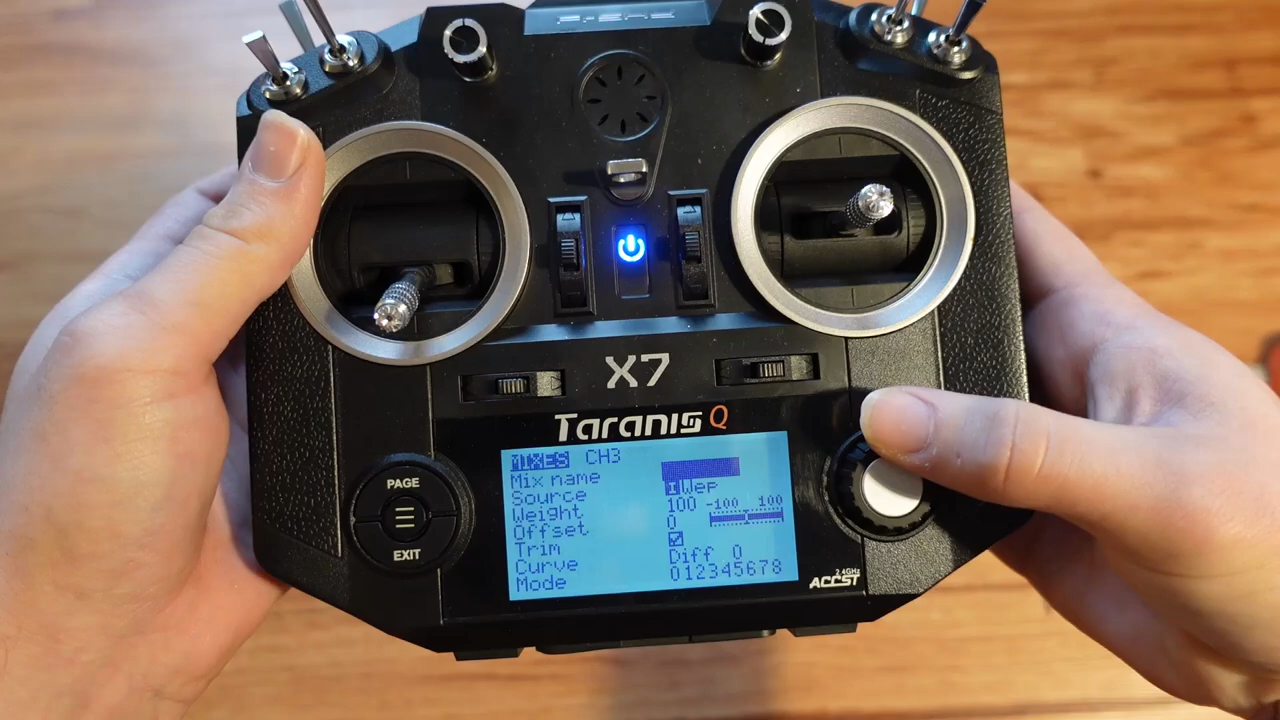 X7
Taranis Q
PAGE
EXIT
MIXES CH3
Mix name
Source IWep
Weight 100 -100 100
Offset 0
Trim
Curve Diff 0
Mode 012345678
2.4GHz
ACCST